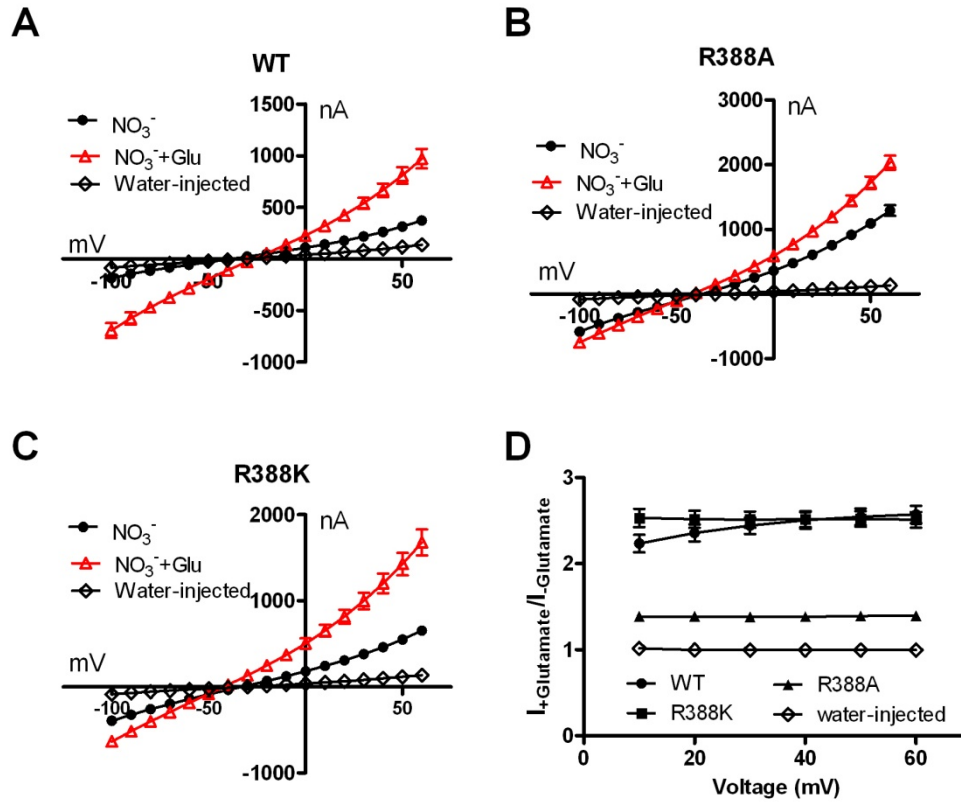 A
WT
1500
nA
NO₃⁻
NO₃⁻+Glu
Water-injected
1000
500
mV
-100
-50
50
-500
-1000
B
R388A
3000
nA
NO₃⁻
NO₃⁻+Glu
Water-injected
2000
1000
mV
-100
-50
50
-1000
C
R388K
2000
nA
NO₃⁻
NO₃⁻+Glu
Water-injected
1000
mV
-100
-50
50
-1000
D
I+Glutamate/I-Glutamate
3
2
1
0
WT
R388A
R388K
water-injected
0 20 40 60
Voltage (mV)